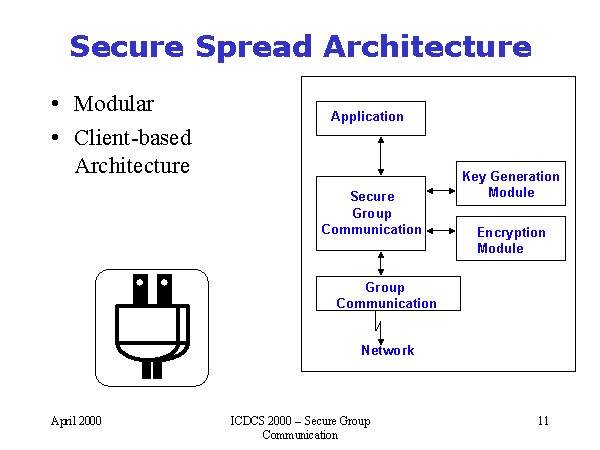 Secure Spread Architecture
• Modular
• Client-based
Architecture
Application
Key Generation
Module
Secure
Group
Communication
Encryption
Module
Group
Communication
Network
April 2000
ICDCS 2000 – Secure Group
Communication
11